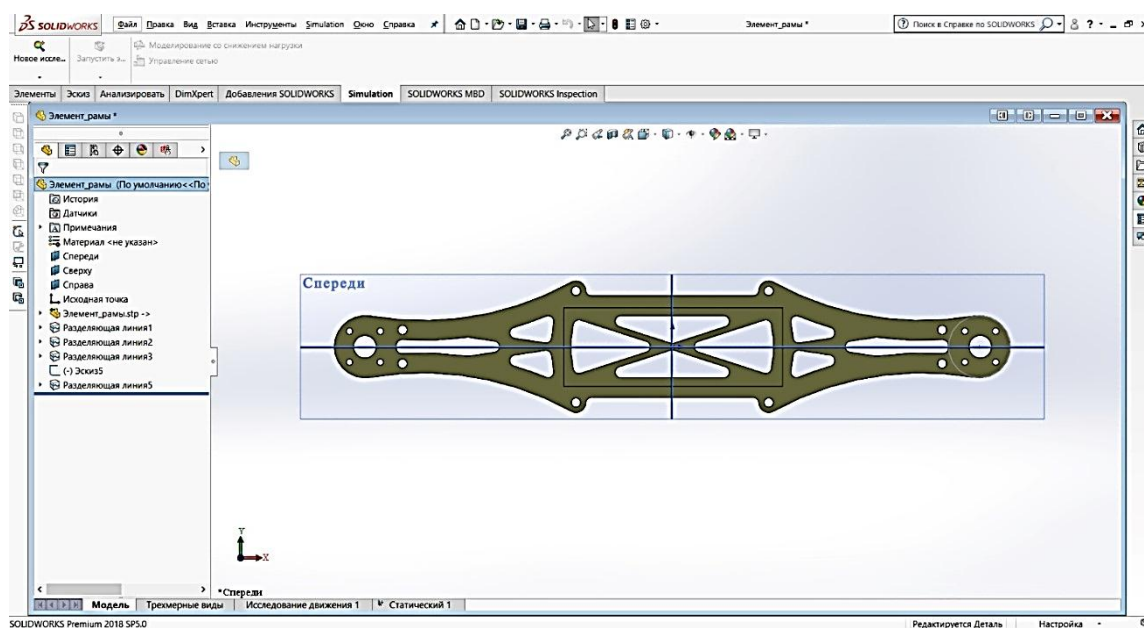 SOLIDWORKS Файл Правка Вид Вставка Инструменты Simulation Окно Справка Элемент_рамы * Поиск в Справке по SOLIDWORKS
Новое иссле... Запустить э... Моделирование со снижением нагрузки
Управление сетью
Элементы Эскиз Анализировать DimXpert Добавления SOLIDWORKS Simulation SOLIDWORKS MBD SOLIDWORKS Inspection
Элемент_рамы *
Элемент_рамы (По умолчанию<<По
История
Датчики
Примечания
Материал <не указан>
Спереди
Сверху
Справа
Исходная точка
Элемент_рамы.stp ->
Разделяющая линия1
Разделяющая линия2
Разделяющая линия3
(-) Эскиз5
Разделяющая линия5
Спереди
Y
X
*Спереди
Модель Трехмерные виды Исследование движения 1 Статический 1
SOLIDWORKS Premium 2018 SP5.0 Редактируется Деталь Настройка